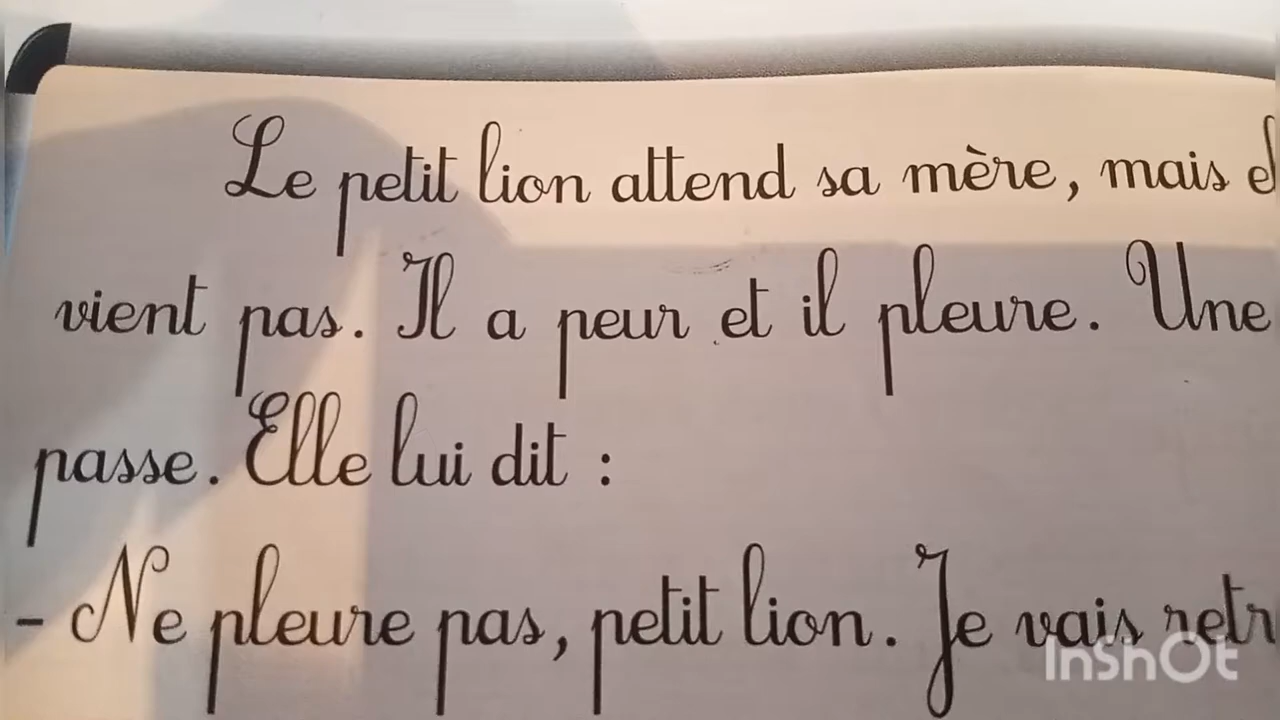 Le petit lion attend sa mère, mais
vient pas. Il a peur et il pleure. Une
passe. Elle lui dit :
- Ne pleure pas, petit lion. Je vais
InShOt